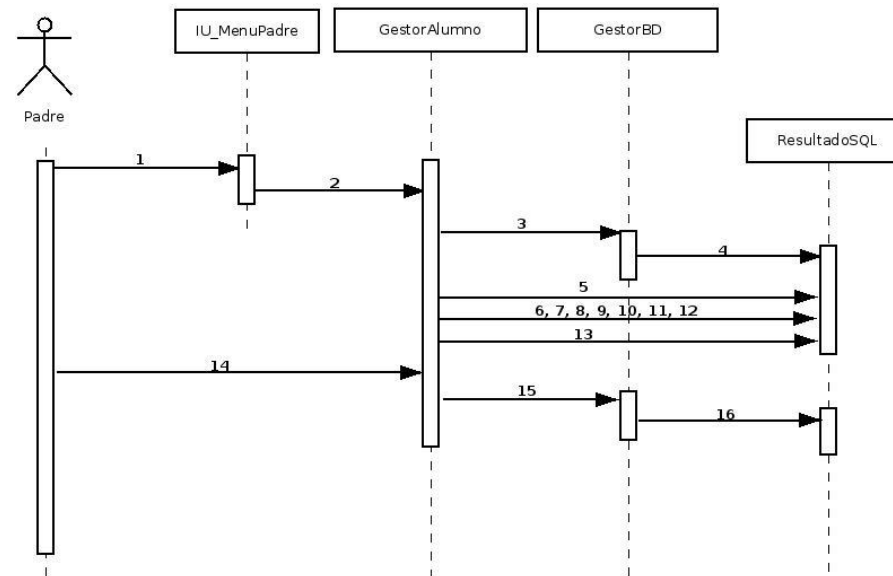 IU_MenuPadre
GestorAlumno
GestorBD
Padre
ResultadoSQL
1
2
3
4
5
6, 7, 8, 9, 10, 11, 12
13
14
15
16